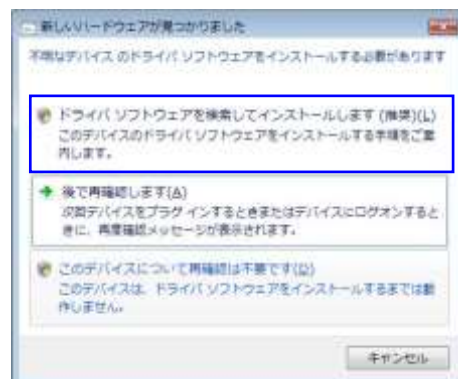 新しいハードウェアが見つかりました
不明なデバイス のドライバ ソフトウェアをインストールする必要があります
ドライバ ソフトウェアを検索してインストールします (推奨)(L)
このデバイスのドライバ ソフトウェアをインストールする手順をご案
内します。
後で再確認します(A)
次回デバイスをプラグ インするときまたはデバイスにログオンすると
きに、再度確認メッセージが表示されます。
このデバイスについて再確認は不要です(D)
このデバイスは、ドライバ ソフトウェアをインストールするまでは動
作しません。
キャンセル